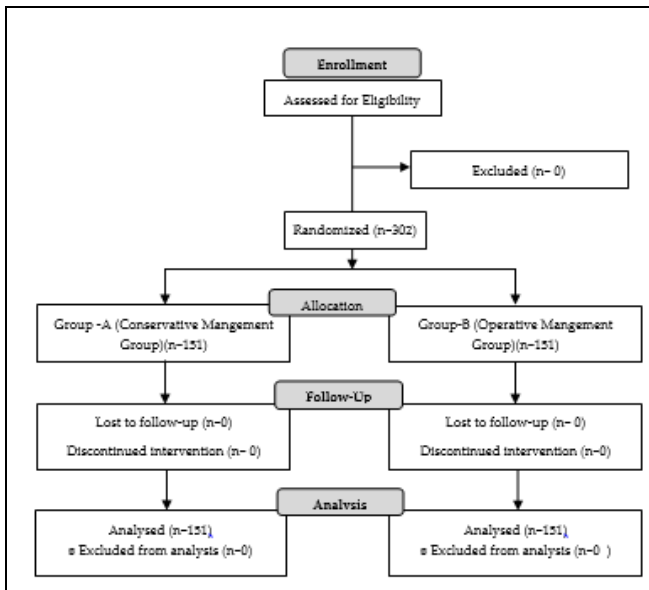 Enrollment
Assessed for Eligibility
Excluded (n= 0)
Randomized (n=302)
Allocation
Group -A (Conservative Mangement
Group)(n=151)
Group-B (Operative Mangement
Group)(n=151)
Follow-Up
Lost to follow-up (n=0)
Discontinued intervention (n= 0)
Lost to follow-up (n= 0)
Discontinued intervention (n=0)
Analysis
Analysed (n=151)
⊕ Excluded from analysis (n=0)
Analysed (n=151)
⊕ Excluded from analysis (n=0 )